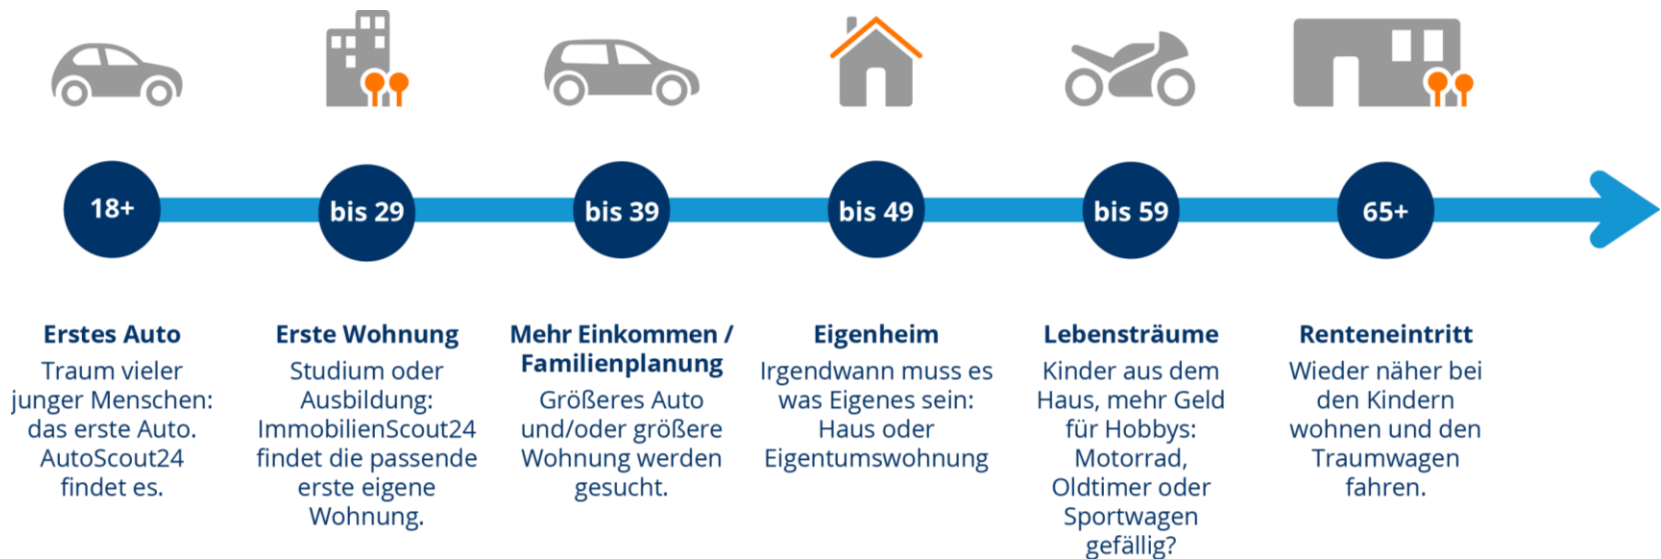 18+
bis 29
bis 39
bis 49
bis 59
65+
Erstes Auto
Traum vieler
junger Menschen:
das erste Auto.
AutoScout24
findet es.
Erste Wohnung
Studium oder
Ausbildung:
ImmobilienScout24
findet die passende
erste eigene
Wohnung.
Mehr Einkommen /
Familienplanung
Größeres Auto
und/oder größere
Wohnung werden
gesucht.
Eigenheim
Irgendwann muss es
was Eigenes sein:
Haus oder
Eigentumswohnung
Lebensträume
Kinder aus dem
Haus, mehr Geld
für Hobbys:
Motorrad,
Oldtimer oder
Sportwagen
gefällig?
Renteneintritt
Wieder näher bei
den Kindern
wohnen und den
Traumwagen
fahren.